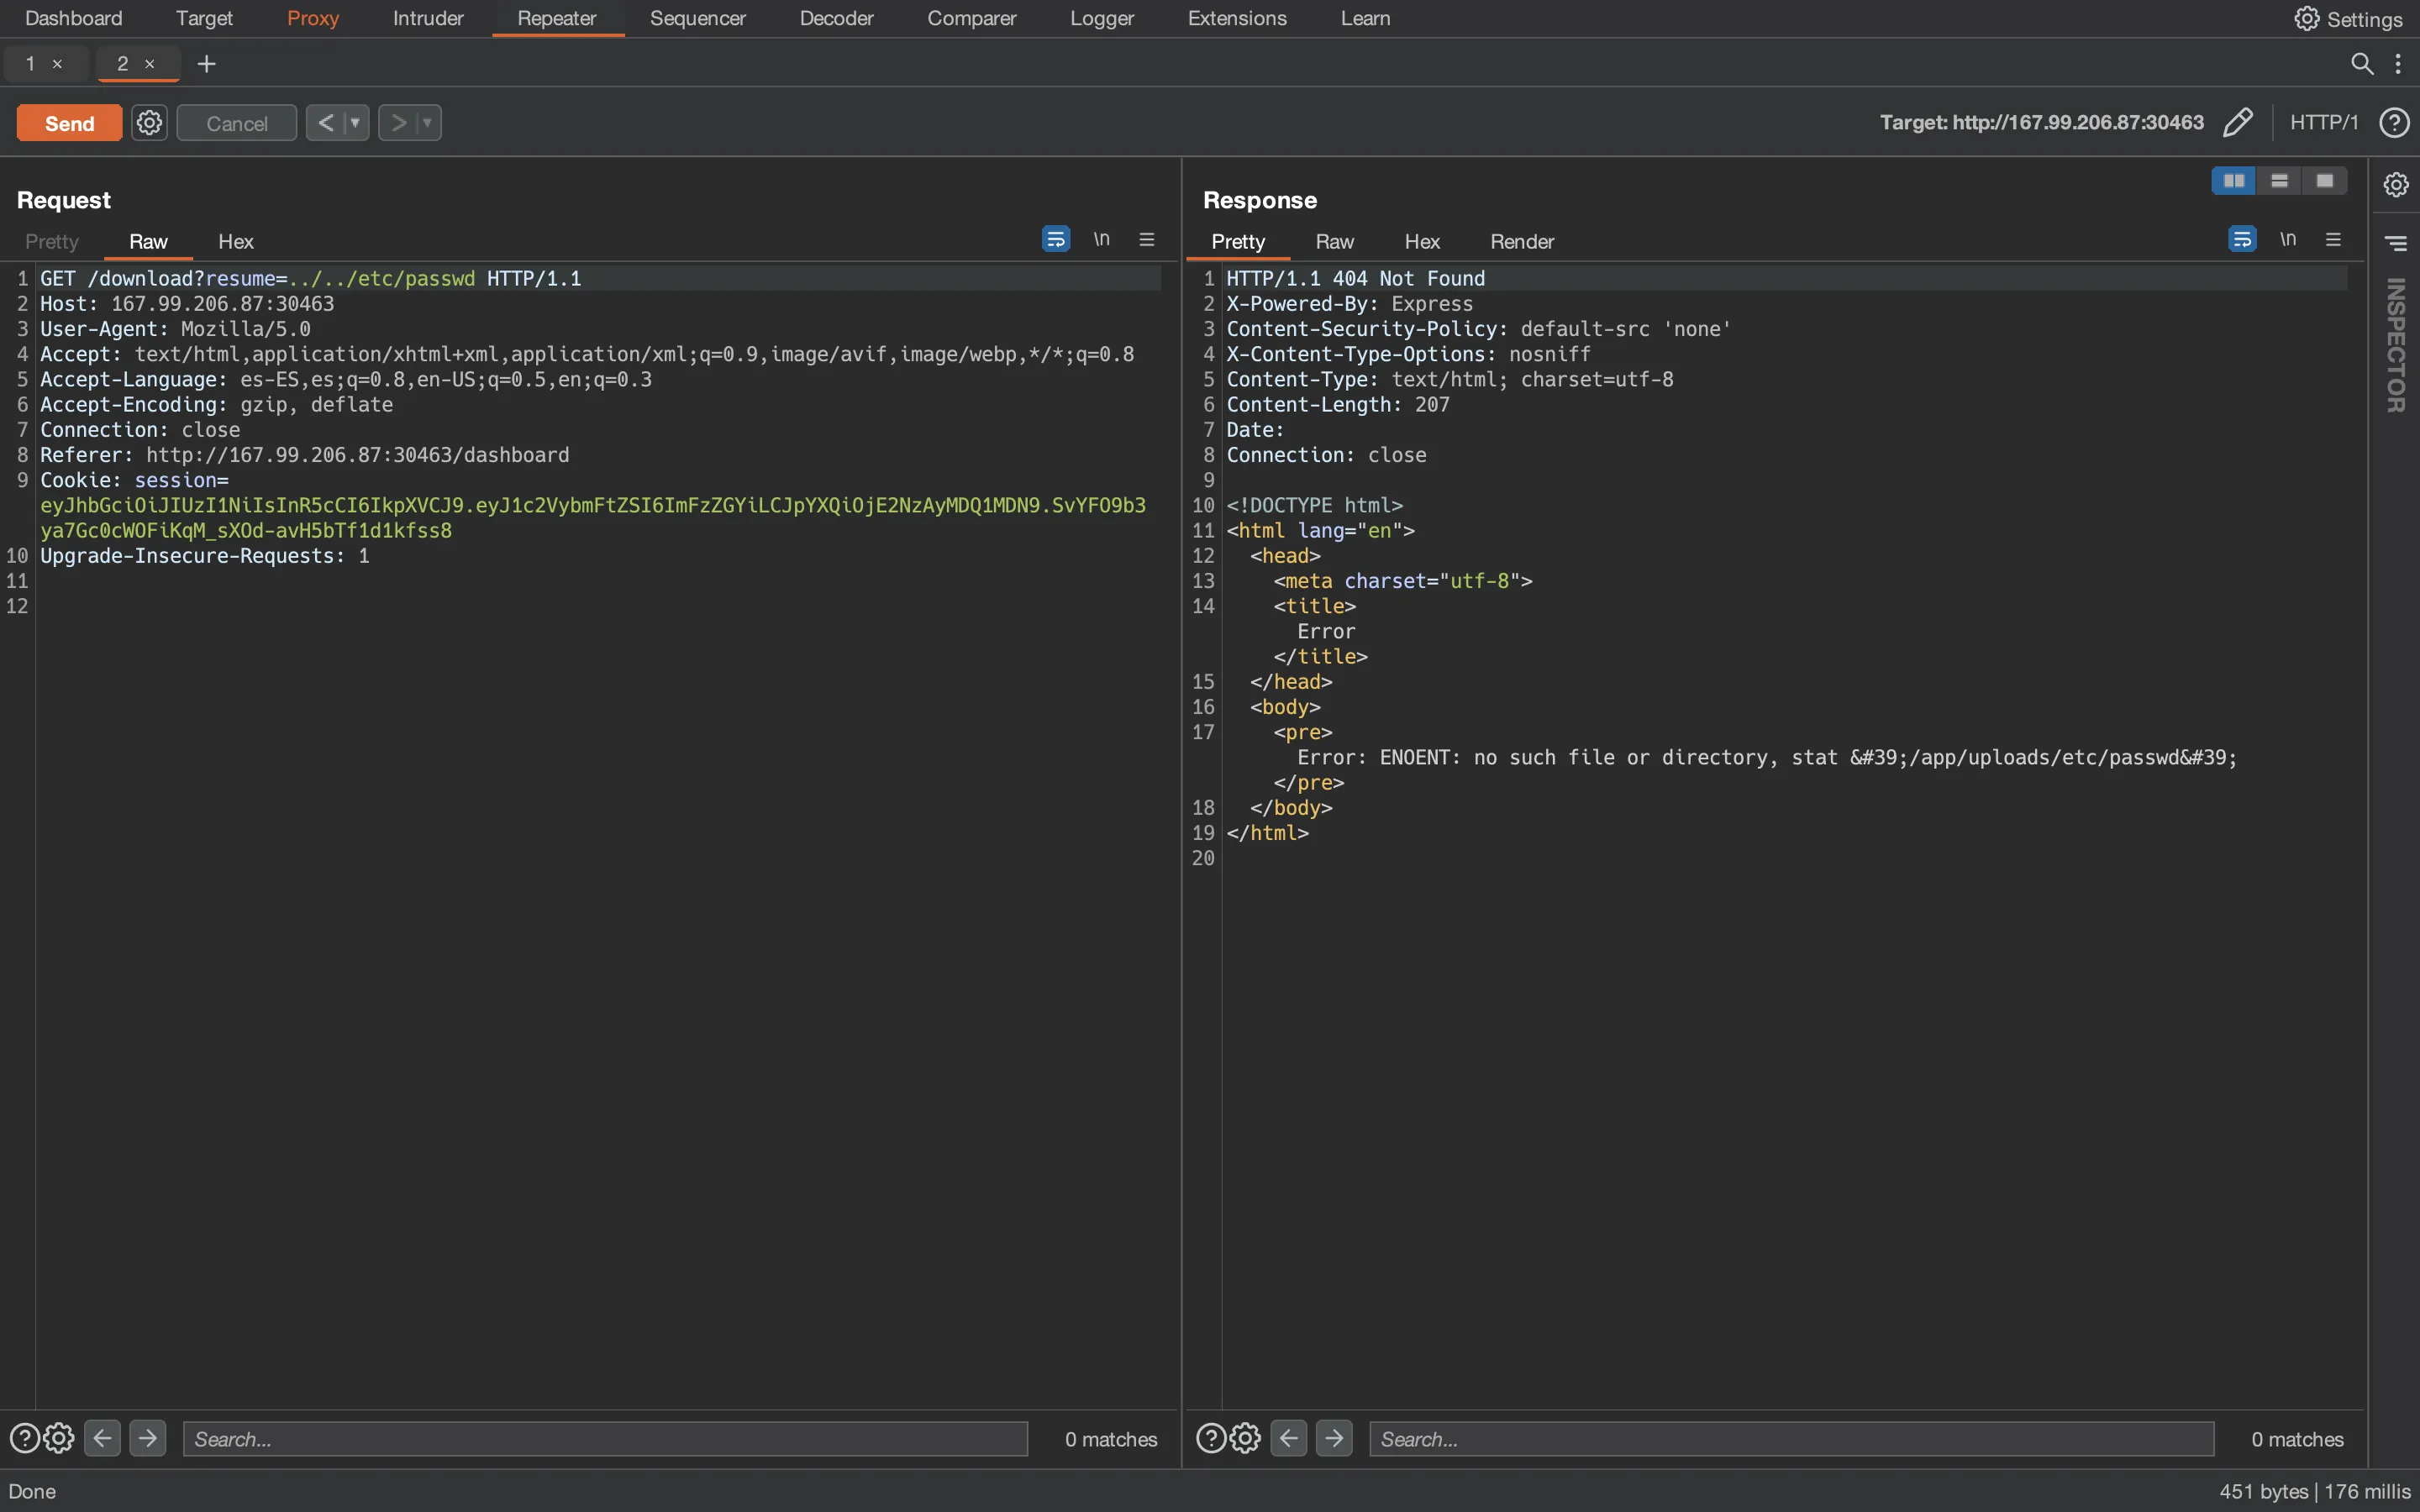 Dashboard Target Proxy Intruder Repeater Sequencer Decoder Comparer Logger Extensions Learn Settings
1 × 2 × +
Send Cancel < > Target: http://167.99.206.87:30463 HTTP/1 ?
Request
Pretty Raw Hex \n
1 GET /download?resume=../../etc/passwd HTTP/1.1
2 Host: 167.99.206.87:30463
3 User-Agent: Mozilla/5.0
4 Accept: text/html,application/xhtml+xml,application/xml;q=0.9,image/avif,image/webp,*/*;q=0.8
5 Accept-Language: es-ES,es;q=0.8,en-US;q=0.5,en;q=0.3
6 Accept-Encoding: gzip, deflate
7 Connection: close
8 Referer: http://167.99.206.87:30463/dashboard
9 Cookie: session=
eyJhbGciOiJIUzI1NiIsInR5cCI6IkpXVCJ9.eyJ1c2VybmFtZSI6ImFzZGYiLCJpYXQiOjE2NzAyMDQ1MDN9.SvYFO9b3
ya7Gc0cWOFiKqM_sXOd-avH5bTf1d1kfss8
10 Upgrade-Insecure-Requests: 1
11
12
? Search... 0 matches
Response
Pretty Raw Hex Render \n
1 HTTP/1.1 404 Not Found
2 X-Powered-By: Express
3 Content-Security-Policy: default-src 'none'
4 X-Content-Type-Options: nosniff
5 Content-Type: text/html; charset=utf-8
6 Content-Length: 207
7 Date:
8 Connection: close
9
10 <!DOCTYPE html>
11 <html lang="en">
12 <head>
13 <meta charset="utf-8">
14 <title>
Error
</title>
15 </head>
16 <body>
17 <pre>
Error: ENOENT: no such file or directory, stat &#39;/app/uploads/etc/passwd&#39;
</pre>
18 </body>
19 </html>
20
? Search... 0 matches
INSPECTOR
Done 451 bytes | 176 millis